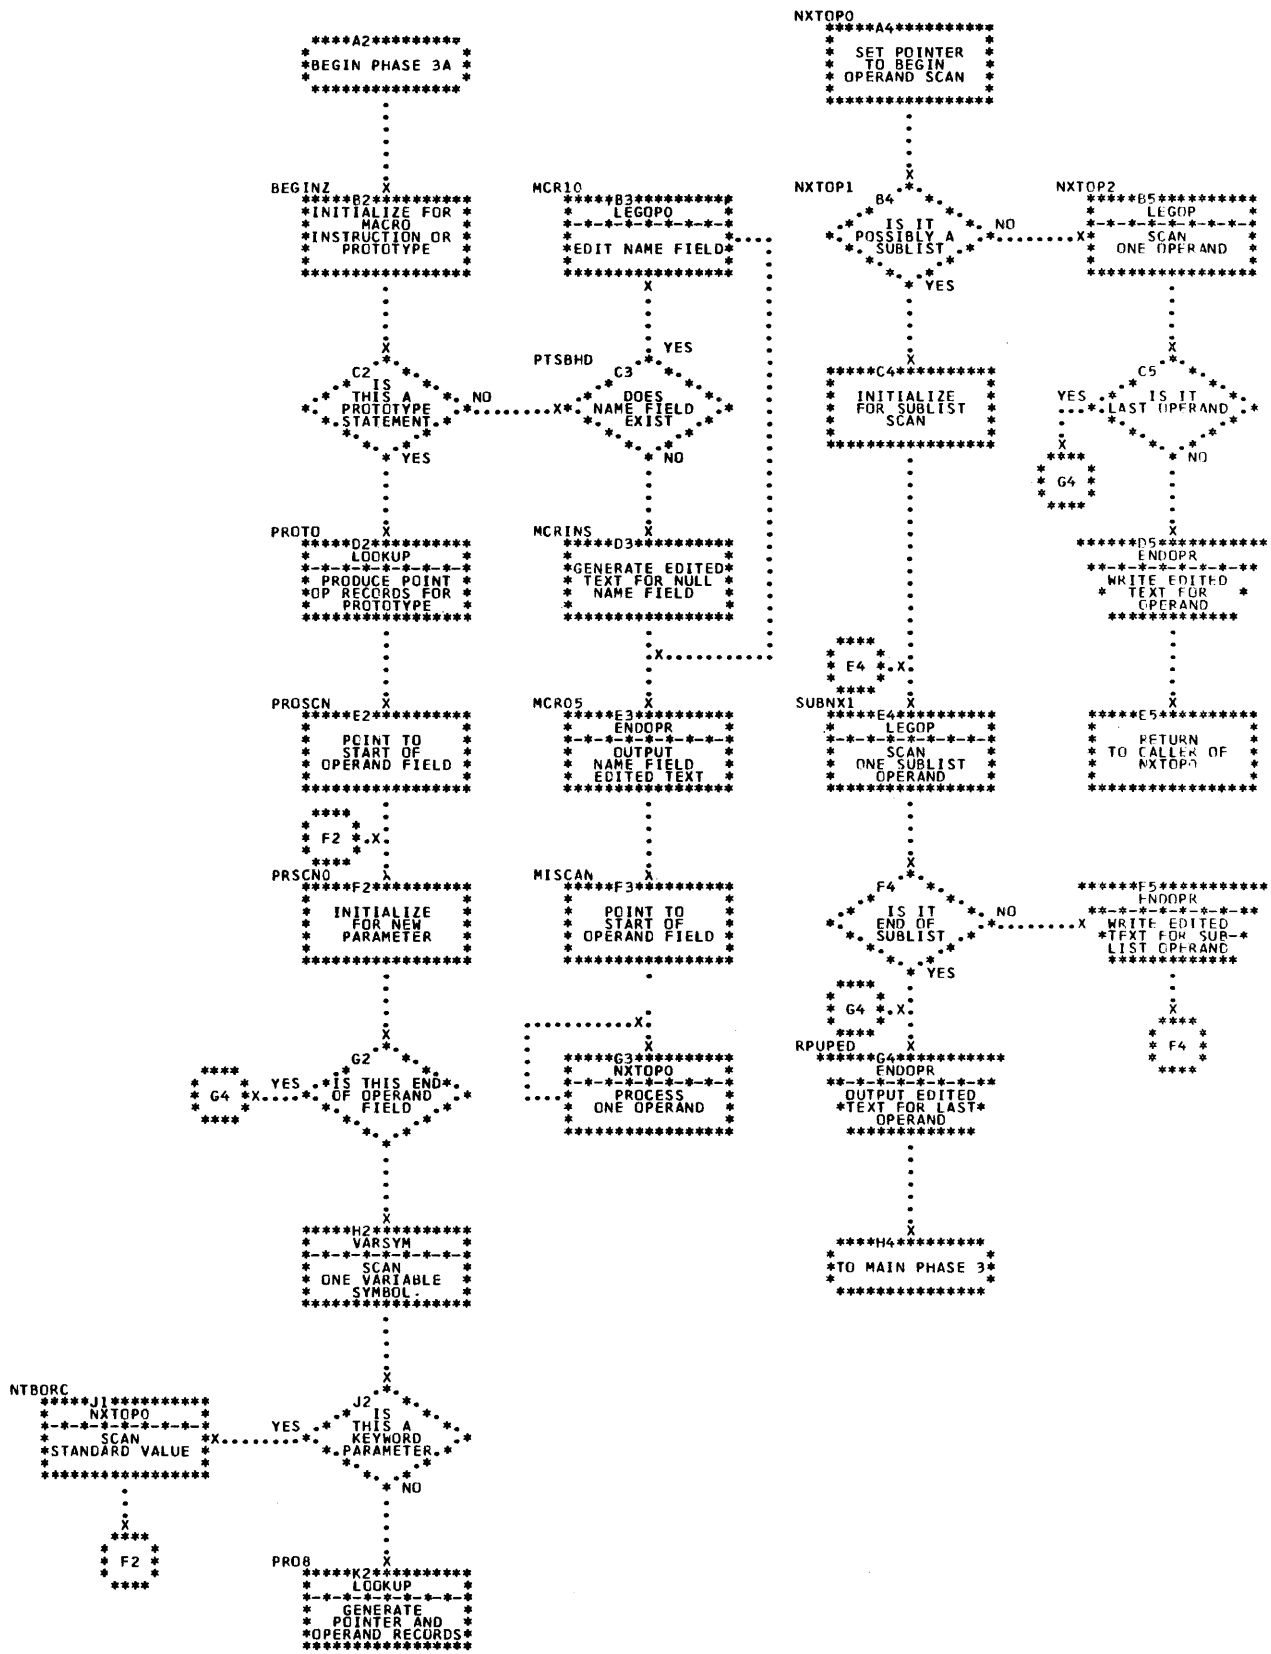 A2
BEGIN PHASE 3A
BEGINZ
B2
INITIALIZE FOR
MACRO
INSTRUCTION OR
PROTOTYPE
C2
IS
THIS A
PROTOTYPE
STATEMENT
NO
YES
PROTO
D2
LOOKUP
PRODUCE POINT
OP RECORDS FOR
PROTOTYPE
PROSCN
E2
POINT TO
START OF
OPERAND FIELD
F2
PRSCNO
F2
INITIALIZE
FOR NEW
PARAMETER
G2
IS THIS END
OF OPERAND
FIELD
YES
G4
H2
VARSYM
SCAN
ONE VARIABLE
SYMBOL.
J2
IS
THIS A
KEYWORD
PARAMETER
YES
NO
NTBORC
J1
NXTOPO
SCAN
STANDARD VALUE
F2
PRO8
K2
LOOKUP
GENERATE
POINTER AND
OPERAND RECORDS
MCR10
B3
LEGOPO
EDIT NAME FIELD
PTSBHD
YES
C3
DOES
NAME FIELD
EXIST
NO
MCRINS
D3
GENERATE EDITED
TEXT FOR NULL
NAME FIELD
MCR05
E3
ENDOPR
OUTPUT
NAME FIELD
EDITED TEXT
MISCAN
F3
POINT TO
START OF
OPERAND FIELD
G3
NXTOPO
PROCESS
ONE OPERAND
NXTOPO
A4
SET POINTER
TO BEGIN
OPERAND SCAN
NXTOP1
B4
IS IT
POSSIBLY A
SUBLIST
NO
YES
C4
INITIALIZE
FOR SUBLIST
SCAN
E4
SUBNX1
E4
LEGOP
SCAN
ONE SUBLIST
OPERAND
F4
IS IT
END OF
SUBLIST
NO
YES
G4
RPUPED
G4
ENDOPR
OUTPUT EDITED
TEXT FOR LAST
OPERAND
H4
TO MAIN PHASE 3
NXTOP2
B5
LEGOP
SCAN
ONE OPERAND
C5
IS IT
LAST OPERAND
YES
NO
G4
D5
ENDOPR
WRITE EDITED
TEXT FOR
OPERAND
E5
RETURN
TO CALLER OF
NXTOPO
F5
ENDOPR
WRITE EDITED
TEXT FOR SUB-
LIST OPERAND
F4